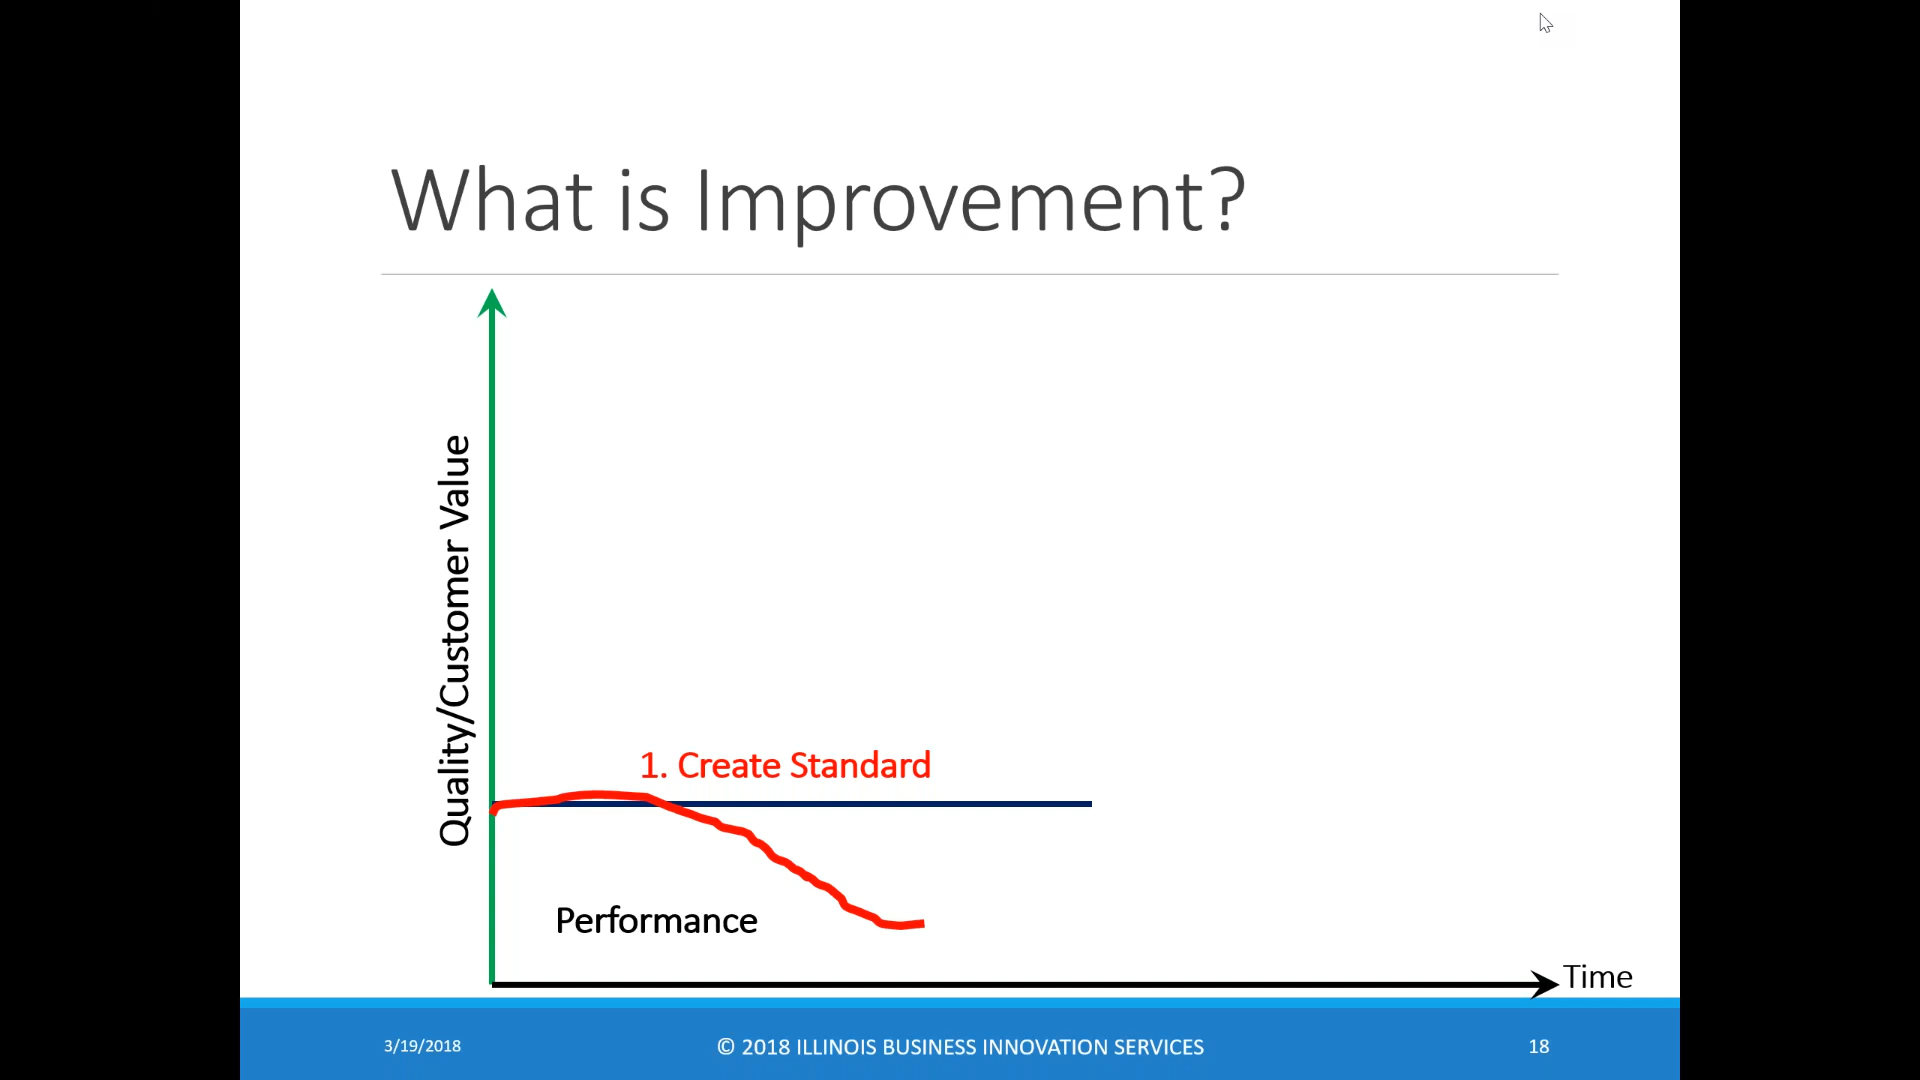 What is Improvement?
Quality/Customer Value
1. Create Standard
Performance
Time
3/19/2018
© 2018 ILLINOIS BUSINESS INNOVATION SERVICES
18